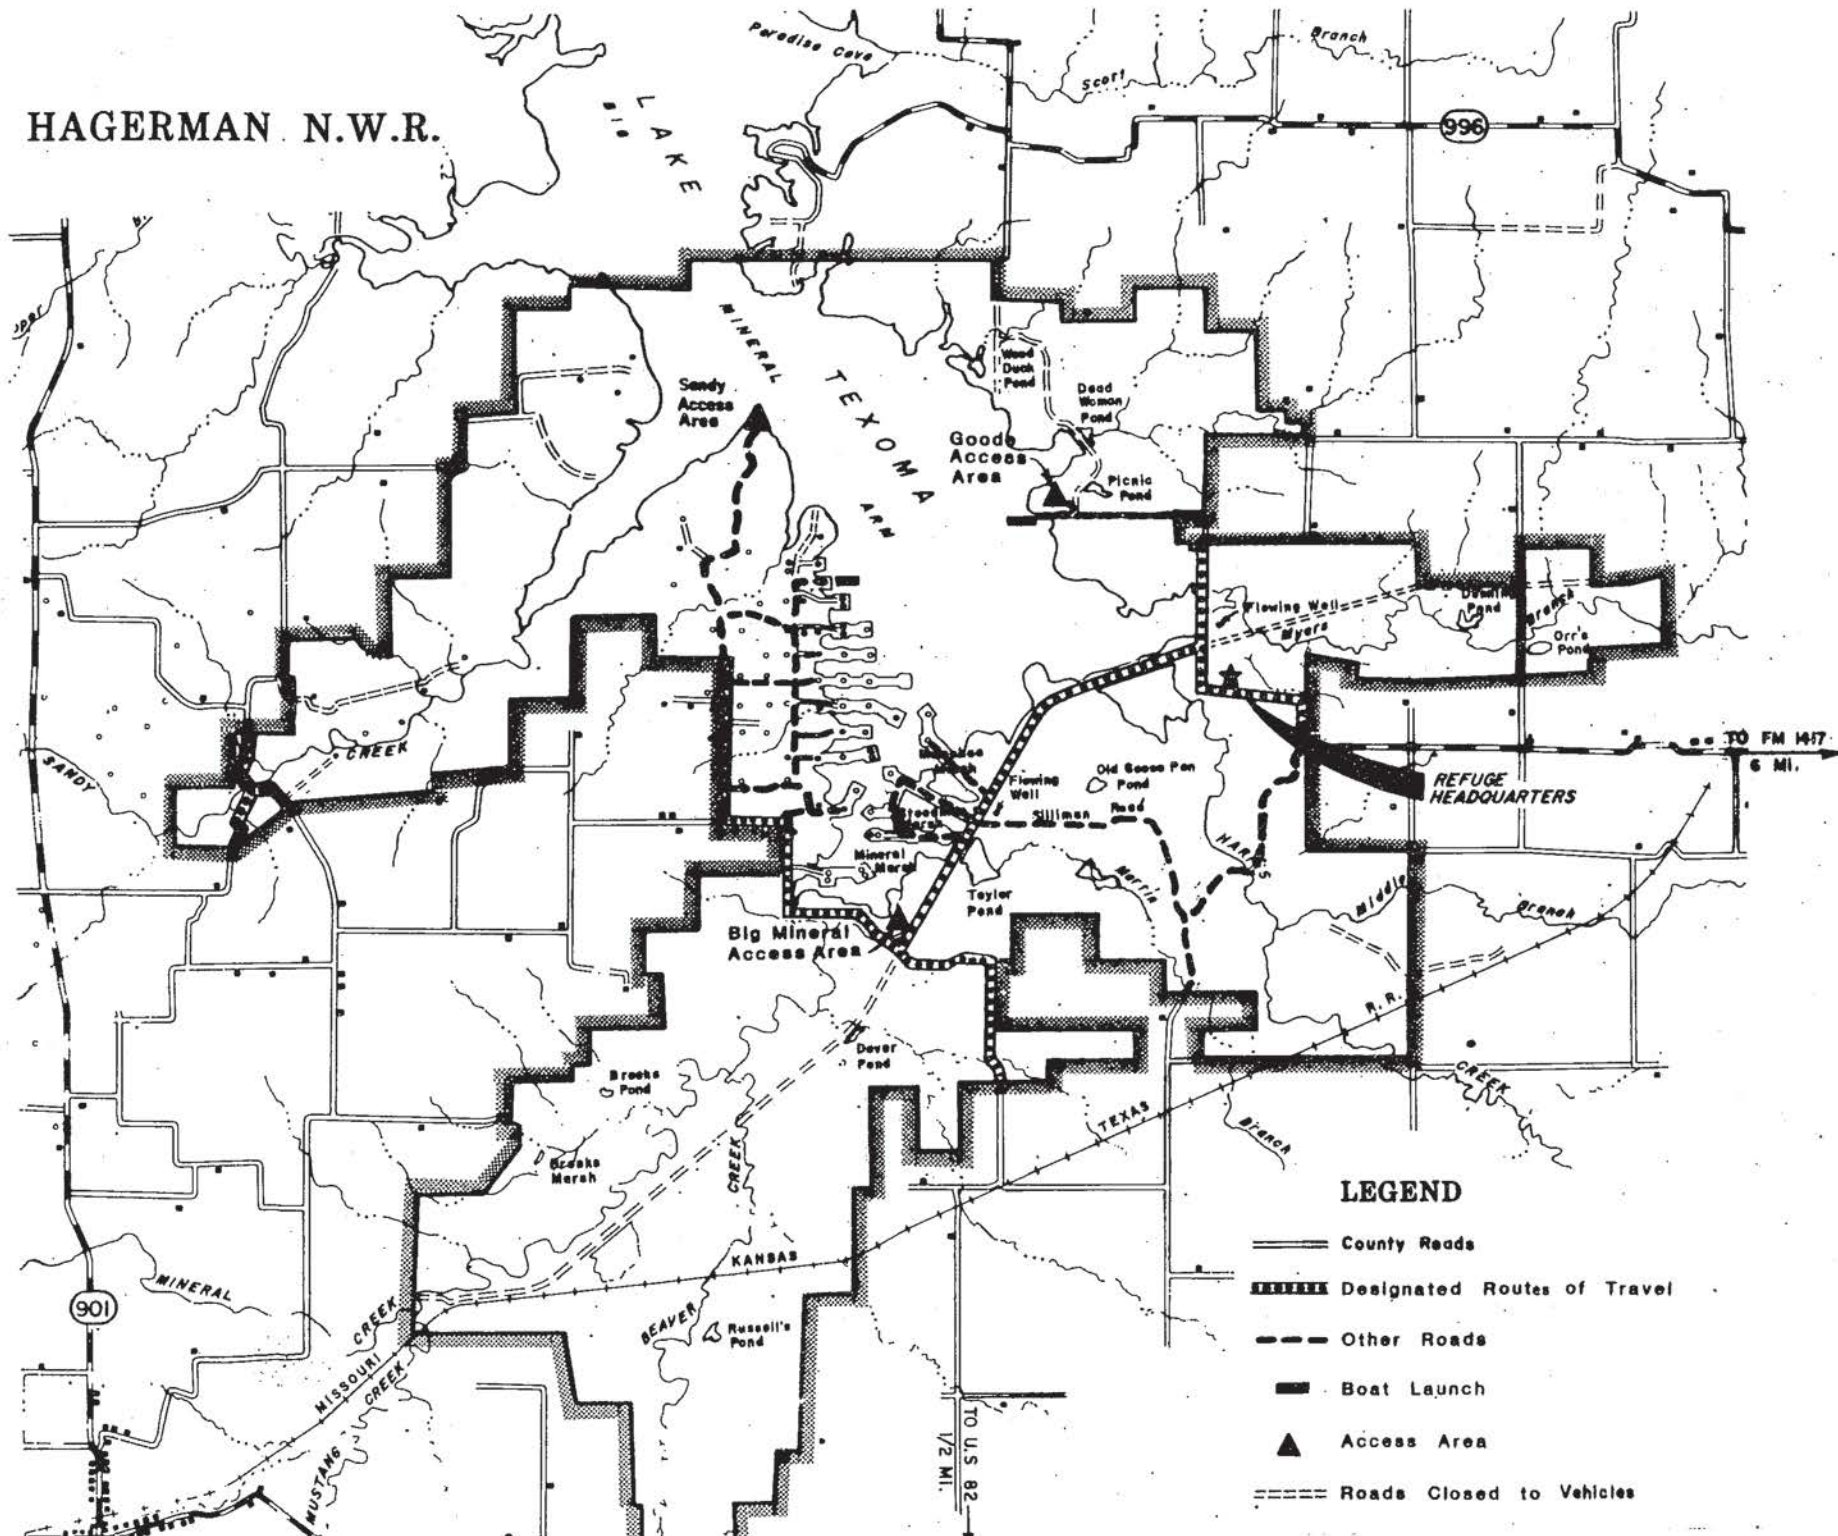 HAGERMAN N.W.R.
Paradise Cove
Scott
Branch
LAKE
BIG
996
MINERAL
TEXOMA
ARM
Sandy
Access
Area
Wood
Duck
Pond
Dead
Woman
Pond
Goode
Access
Area
Picnic
Pond
Flowing Well
Myers
Branch
Pond
Orr's
Pond
SANDY
CREEK
TO FM 1417
6 MI.
REFUGE
HEADQUARTERS
Marsh
Flowing
Well
Old Goose Pen
Pond
Silliman
Road
Mineral
Marsh
HARRIS
Taylor
Pond
Middle
Branch
Big Mineral
Access Area
R. R.
Dever
Pond
Brooks
Pond
CREEK
CREEK
TEXAS
Branch
Brooks
Marsh
KANSAS
MINERAL
CREEK
901
BEAVER
Russell's
Pond
MISSOURI
CREEK
MUSTANG
TO U.S 82
1/2 MI.
LEGEND
County Roads
Designated Routes of Travel
Other Roads
Boat Launch
Access Area
Roads Closed to Vehicles